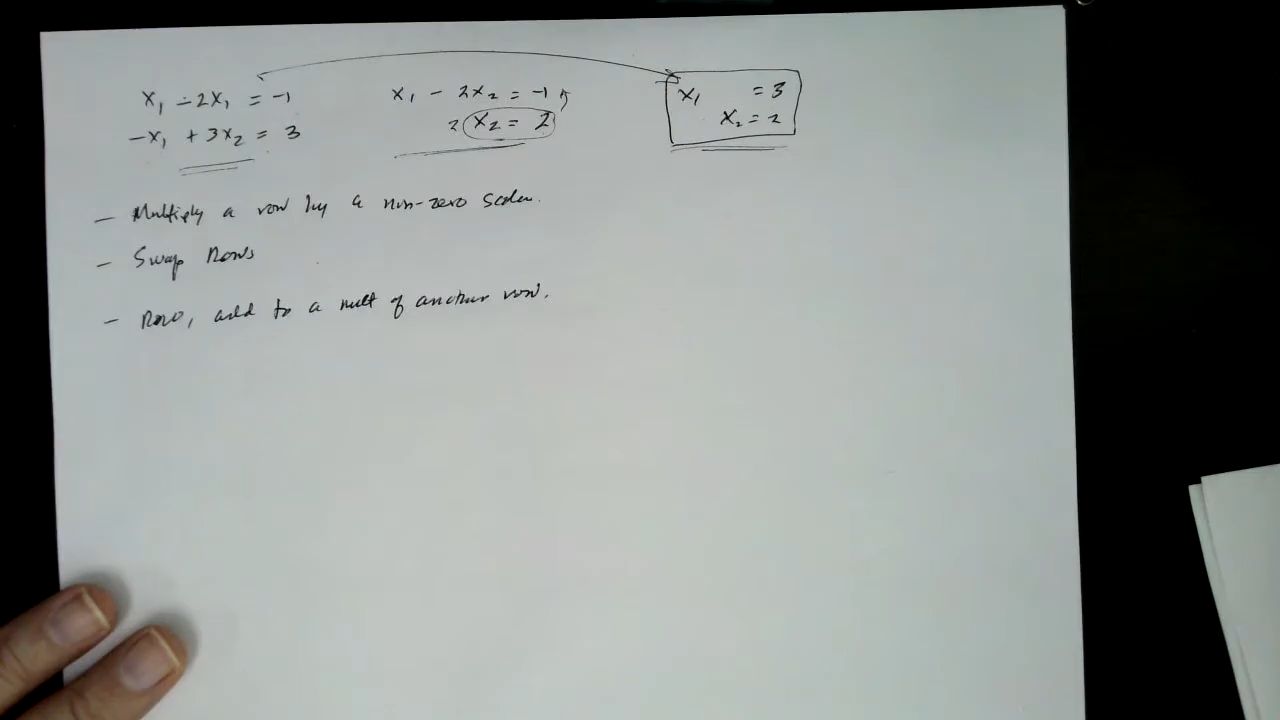 x₁ - 2x₁ = -1
-x₁ + 3x₂ = 3
x₁ - 2x₂ = -1
2 x₂ = 2
x₁ = 3
x₂ = 2
- Multiply a row by a non-zero scalar.
- Swap Rows
- Row, add to a mult of another row.